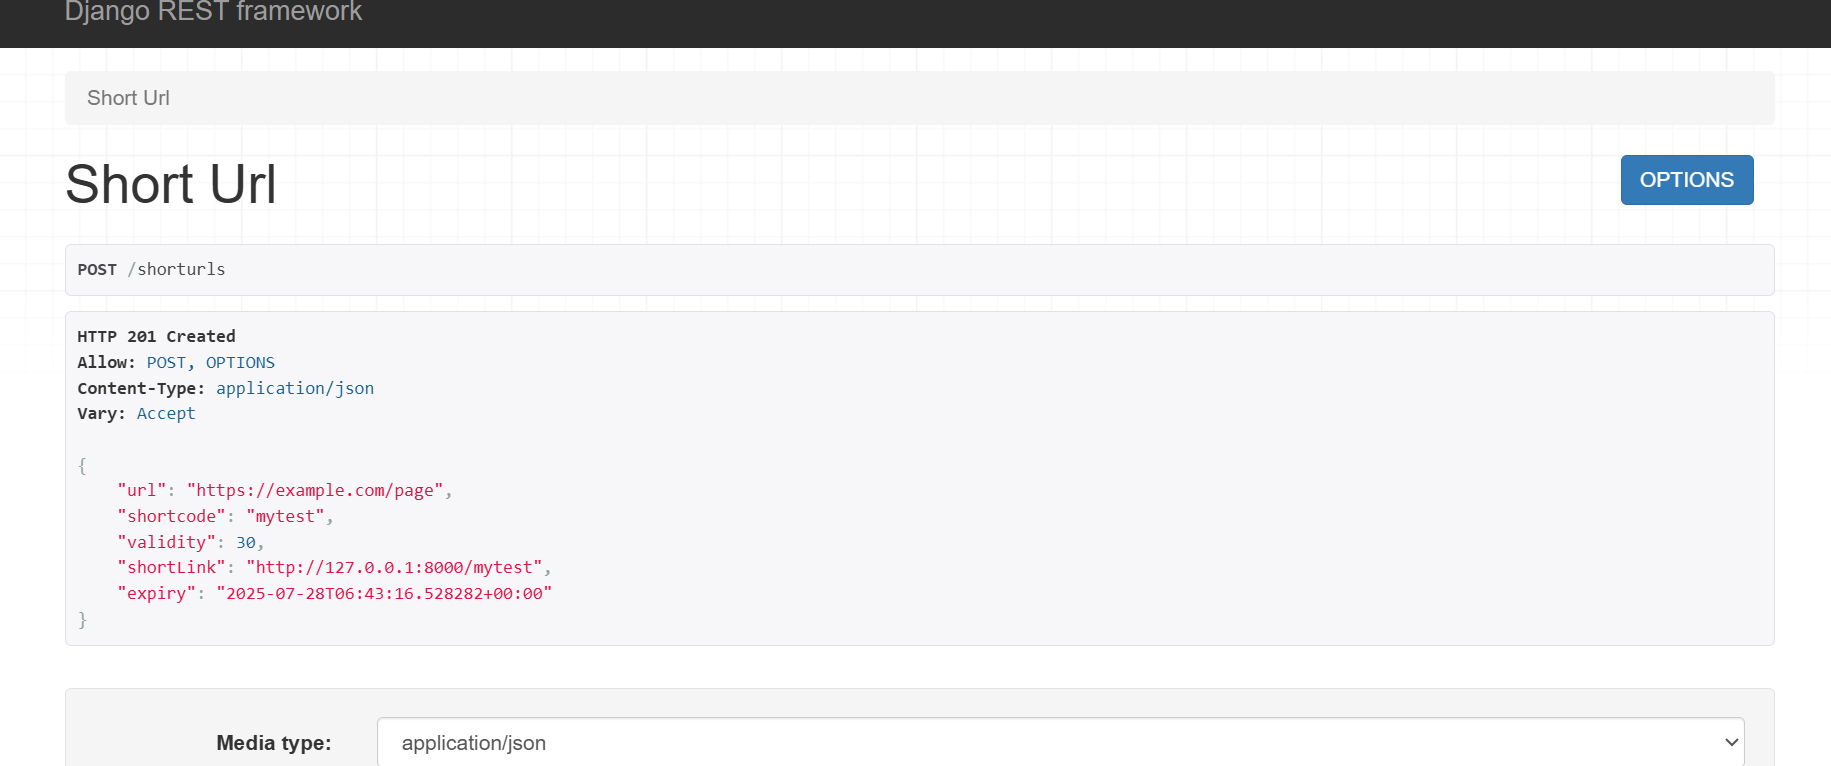 Django REST framework
Short Url
Short Url
OPTIONS
POST /shorturls
HTTP 201 Created
Allow: POST, OPTIONS
Content-Type: application/json
Vary: Accept
{
    "url": "https://example.com/page",
    "shortcode": "mytest",
    "validity": 30,
    "shortLink": "http://127.0.0.1:8000/mytest",
    "expiry": "2025-07-28T06:43:16.528282+00:00"
}
Media type: application/json